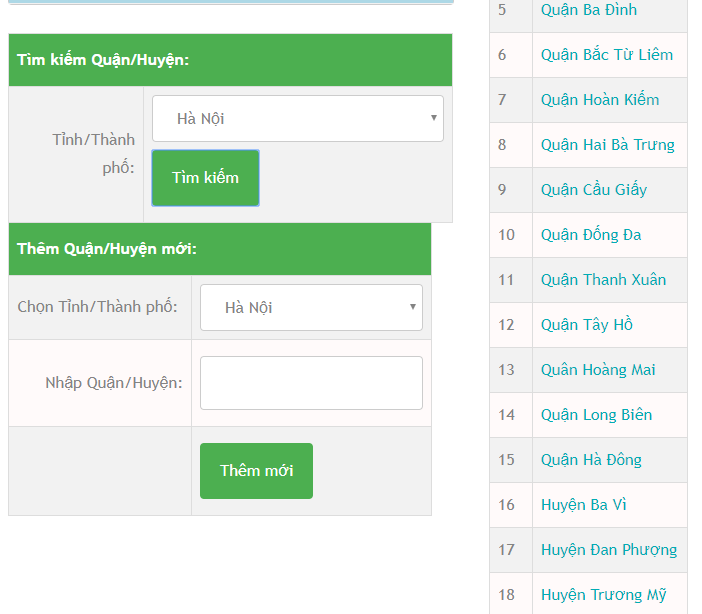 Tìm kiếm Quận/Huyện:
Tỉnh/Thành
phố:
Hà Nội
Tìm kiếm
Thêm Quận/Huyện mới:
Chọn Tỉnh/Thành phố:
Hà Nội
Nhập Quận/Huyện:
Thêm mới
5 Quận Ba Đình
6 Quận Bắc Từ Liêm
7 Quận Hoàn Kiếm
8 Quận Hai Bà Trưng
9 Quận Cầu Giấy
10 Quận Đống Đa
11 Quận Thanh Xuân
12 Quận Tây Hồ
13 Quân Hoàng Mai
14 Quận Long Biên
15 Quận Hà Đông
16 Huyện Ba Vì
17 Huyện Đan Phượng
18 Huyện Trương Mỹ